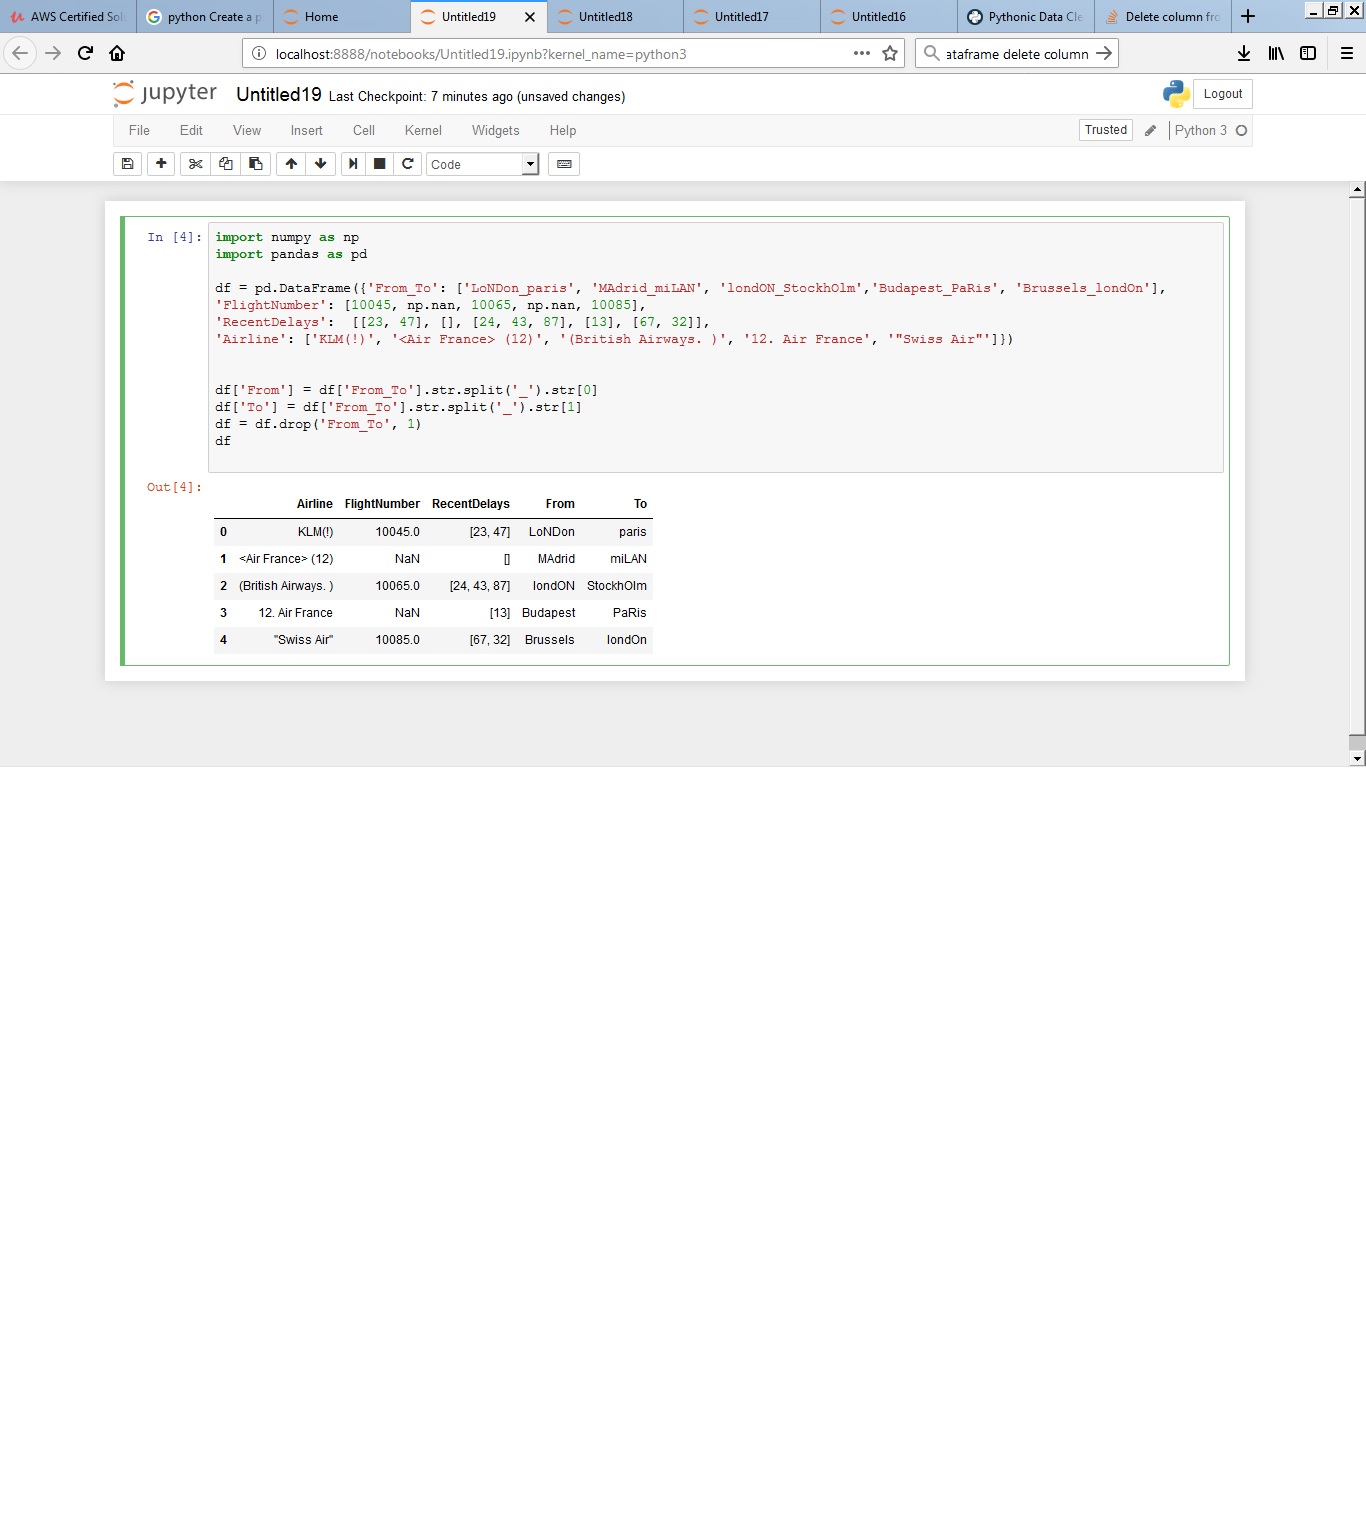 AWS Certified Sol
python Create a p
Home
Untitled19
Untitled18
Untitled17
Untitled16
Pythonic Data Cle
Delete column fro
localhost:8888/notebooks/Untitled19.ipynb?kernel_name=python3
ataframe delete column
jupyter Untitled19 Last Checkpoint: 7 minutes ago (unsaved changes)
Logout
File Edit View Insert Cell Kernel Widgets Help
Trusted
Python 3
Code
In [4]:
import numpy as np
import pandas as pd
df = pd.DataFrame({'From_To': ['LoNDon_paris', 'MAdrid_miLAN', 'londON_StockhOlm','Budapest_PaRis', 'Brussels_londOn'],
'FlightNumber': [10045, np.nan, 10065, np.nan, 10085],
'RecentDelays':  [[23, 47], [], [24, 43, 87], [13], [67, 32]],
'Airline': ['KLM(!)', '<Air France> (12)', '(British Airways. )', '12. Air France', '"Swiss Air"']})
df['From'] = df['From_To'].str.split('_').str[0]
df['To'] = df['From_To'].str.split('_').str[1]
df = df.drop('From_To', 1)
df
Out[4]:
Airline FlightNumber RecentDelays From To
0 KLM(!) 10045.0 [23, 47] LoNDon paris
1 <Air France> (12) NaN [] MAdrid miLAN
2 (British Airways. ) 10065.0 [24, 43, 87] londON StockhOlm
3 12. Air France NaN [13] Budapest PaRis
4 "Swiss Air" 10085.0 [67, 32] Brussels londOn